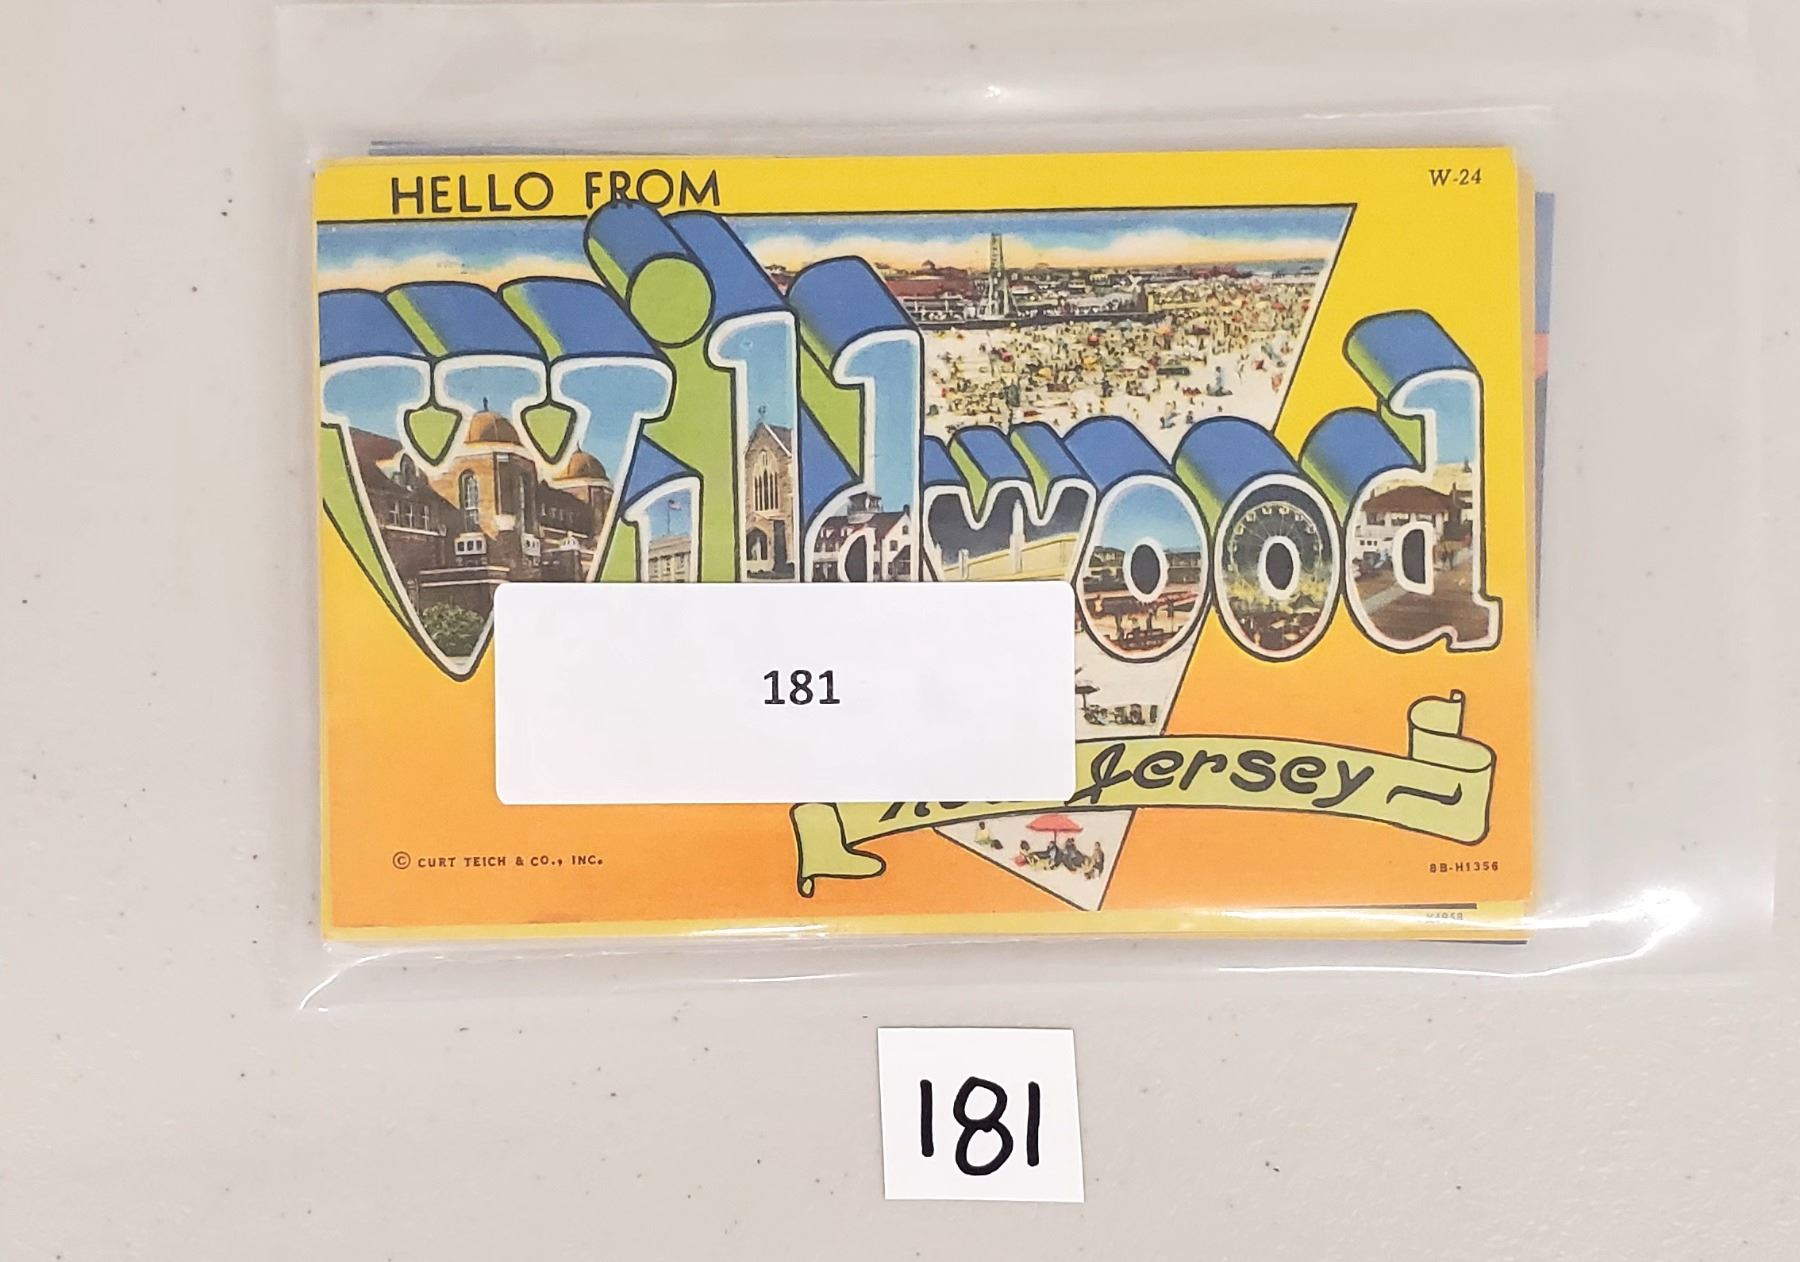 HELLO FROM
W-24
Wildwood
181
Jersey
© CURT TEICH & CO., INC.
8B-H1356
181